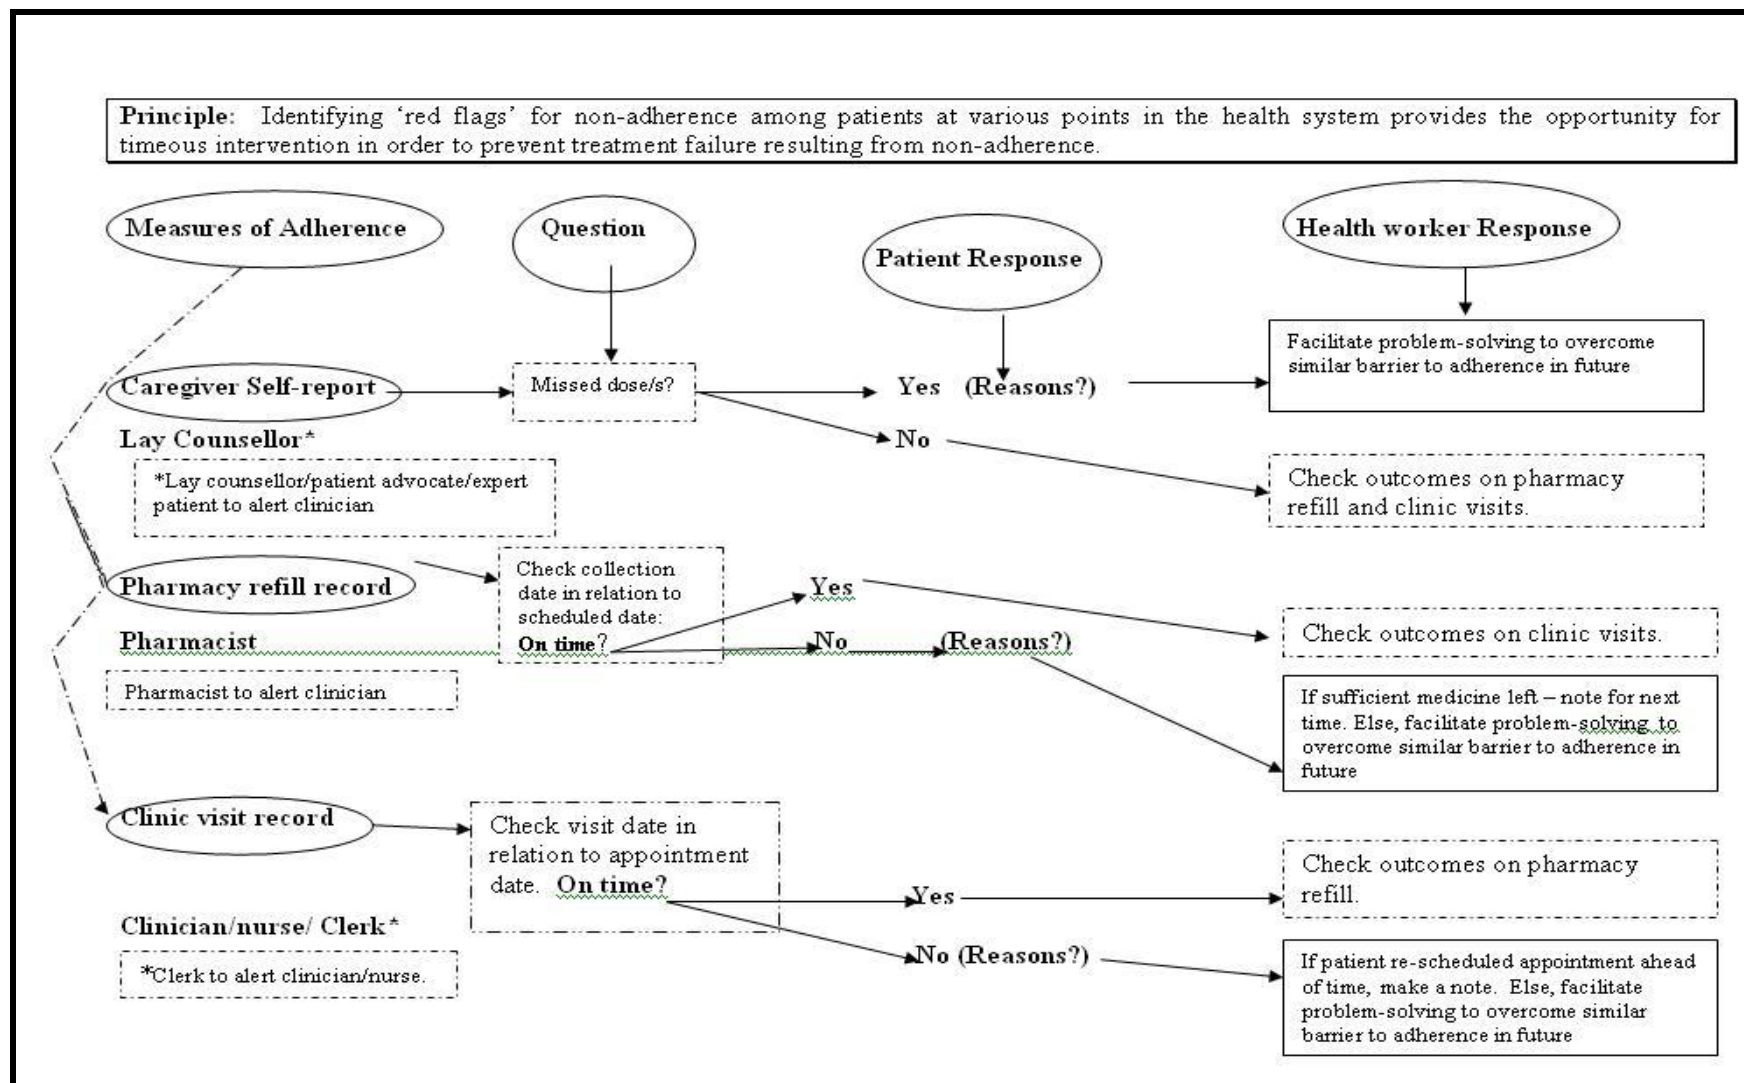 Principle: Identifying ‘red flags’ for non-adherence among patients at various points in the health system provides the opportunity for
timeous intervention in order to prevent treatment failure resulting from non-adherence.
Measures of Adherence
Question
Patient Response
Health worker Response
Caregiver Self-report
Missed dose/s?
Yes (Reasons?)
Facilitate problem-solving to overcome
similar barrier to adherence in future
Lay Counsellor*
No
*Lay counsellor/patient advocate/expert
patient to alert clinician
Check outcomes on pharmacy
refill and clinic visits.
Pharmacy refill record
Check collection
date in relation to
scheduled date:
On time?
Yes
Check outcomes on clinic visits.
Pharmacist
No (Reasons?)
Pharmacist to alert clinician
If sufficient medicine left – note for next
time. Else, facilitate problem-solving to
overcome similar barrier to adherence in
future
Clinic visit record
Check visit date in
relation to appointment
date. On time?
Yes
Check outcomes on pharmacy
refill.
Clinician/nurse/ Clerk*
*Clerk to alert clinician/nurse.
No (Reasons?)
If patient re-scheduled appointment ahead
of time, make a note. Else, facilitate
problem-solving to overcome similar
barrier to adherence in future